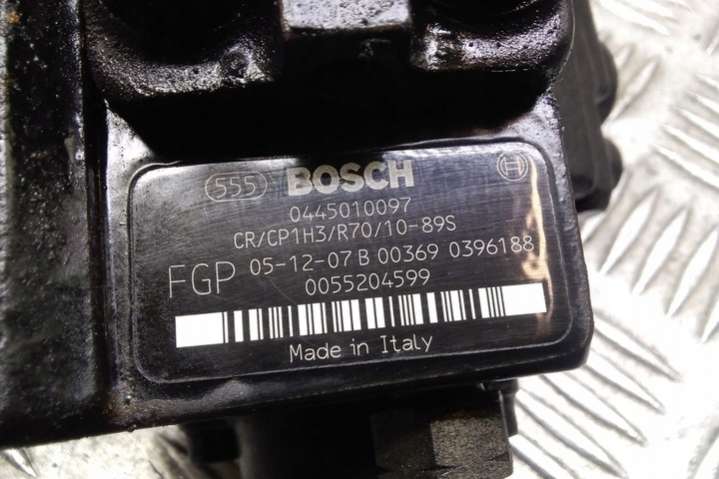 555 BOSCH
0445010097
CR/CP1H3/R70/10-89S
FGP 05-12-07 B 00369 0396188
0055204599
Made in Italy